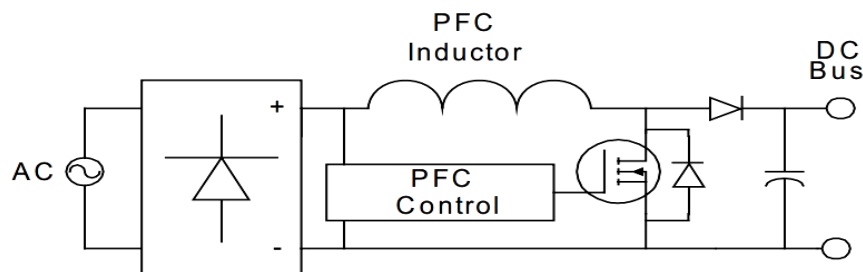 PFC
Inductor
DC
Bus
+
AC
PFC
Control
-